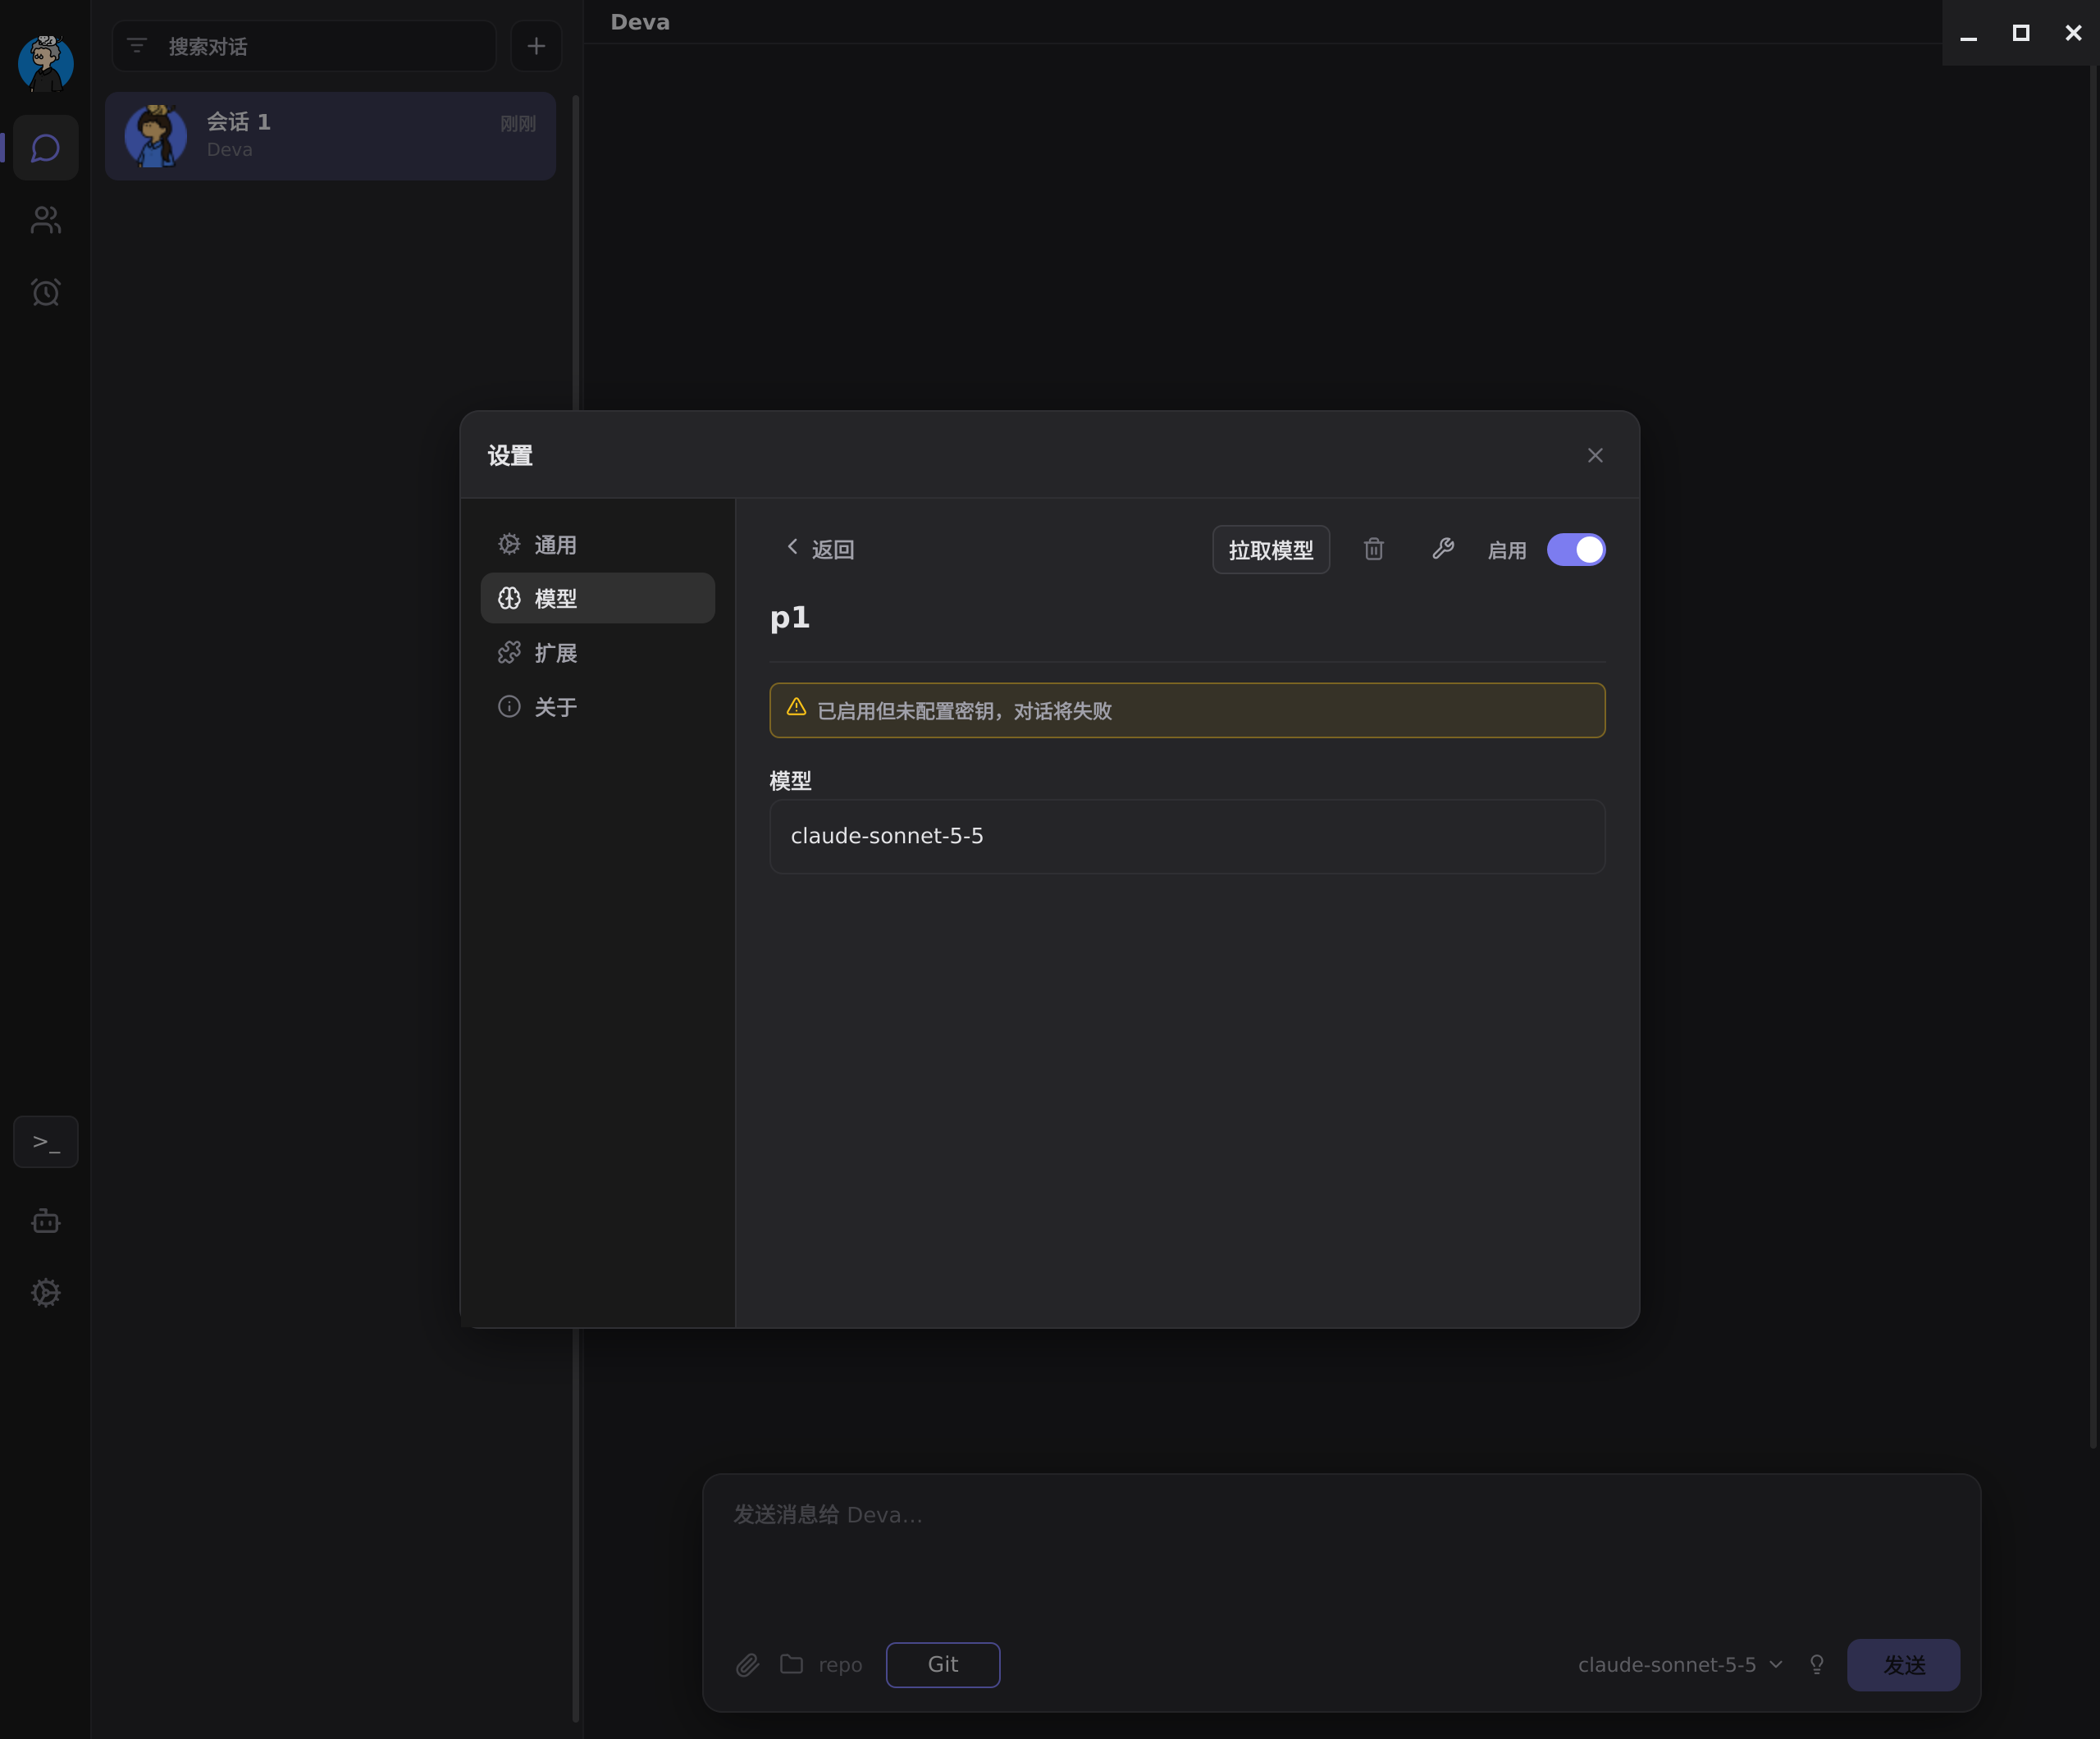 搜索对话
会话 1
刚刚
Deva
Deva
设置
通用
模型
扩展
关于
返回
拉取模型
启用
p1
已启用但未配置密钥，对话将失败
模型
claude-sonnet-5-5
>_
发送消息给 Deva...
repo
Git
claude-sonnet-5-5
发送